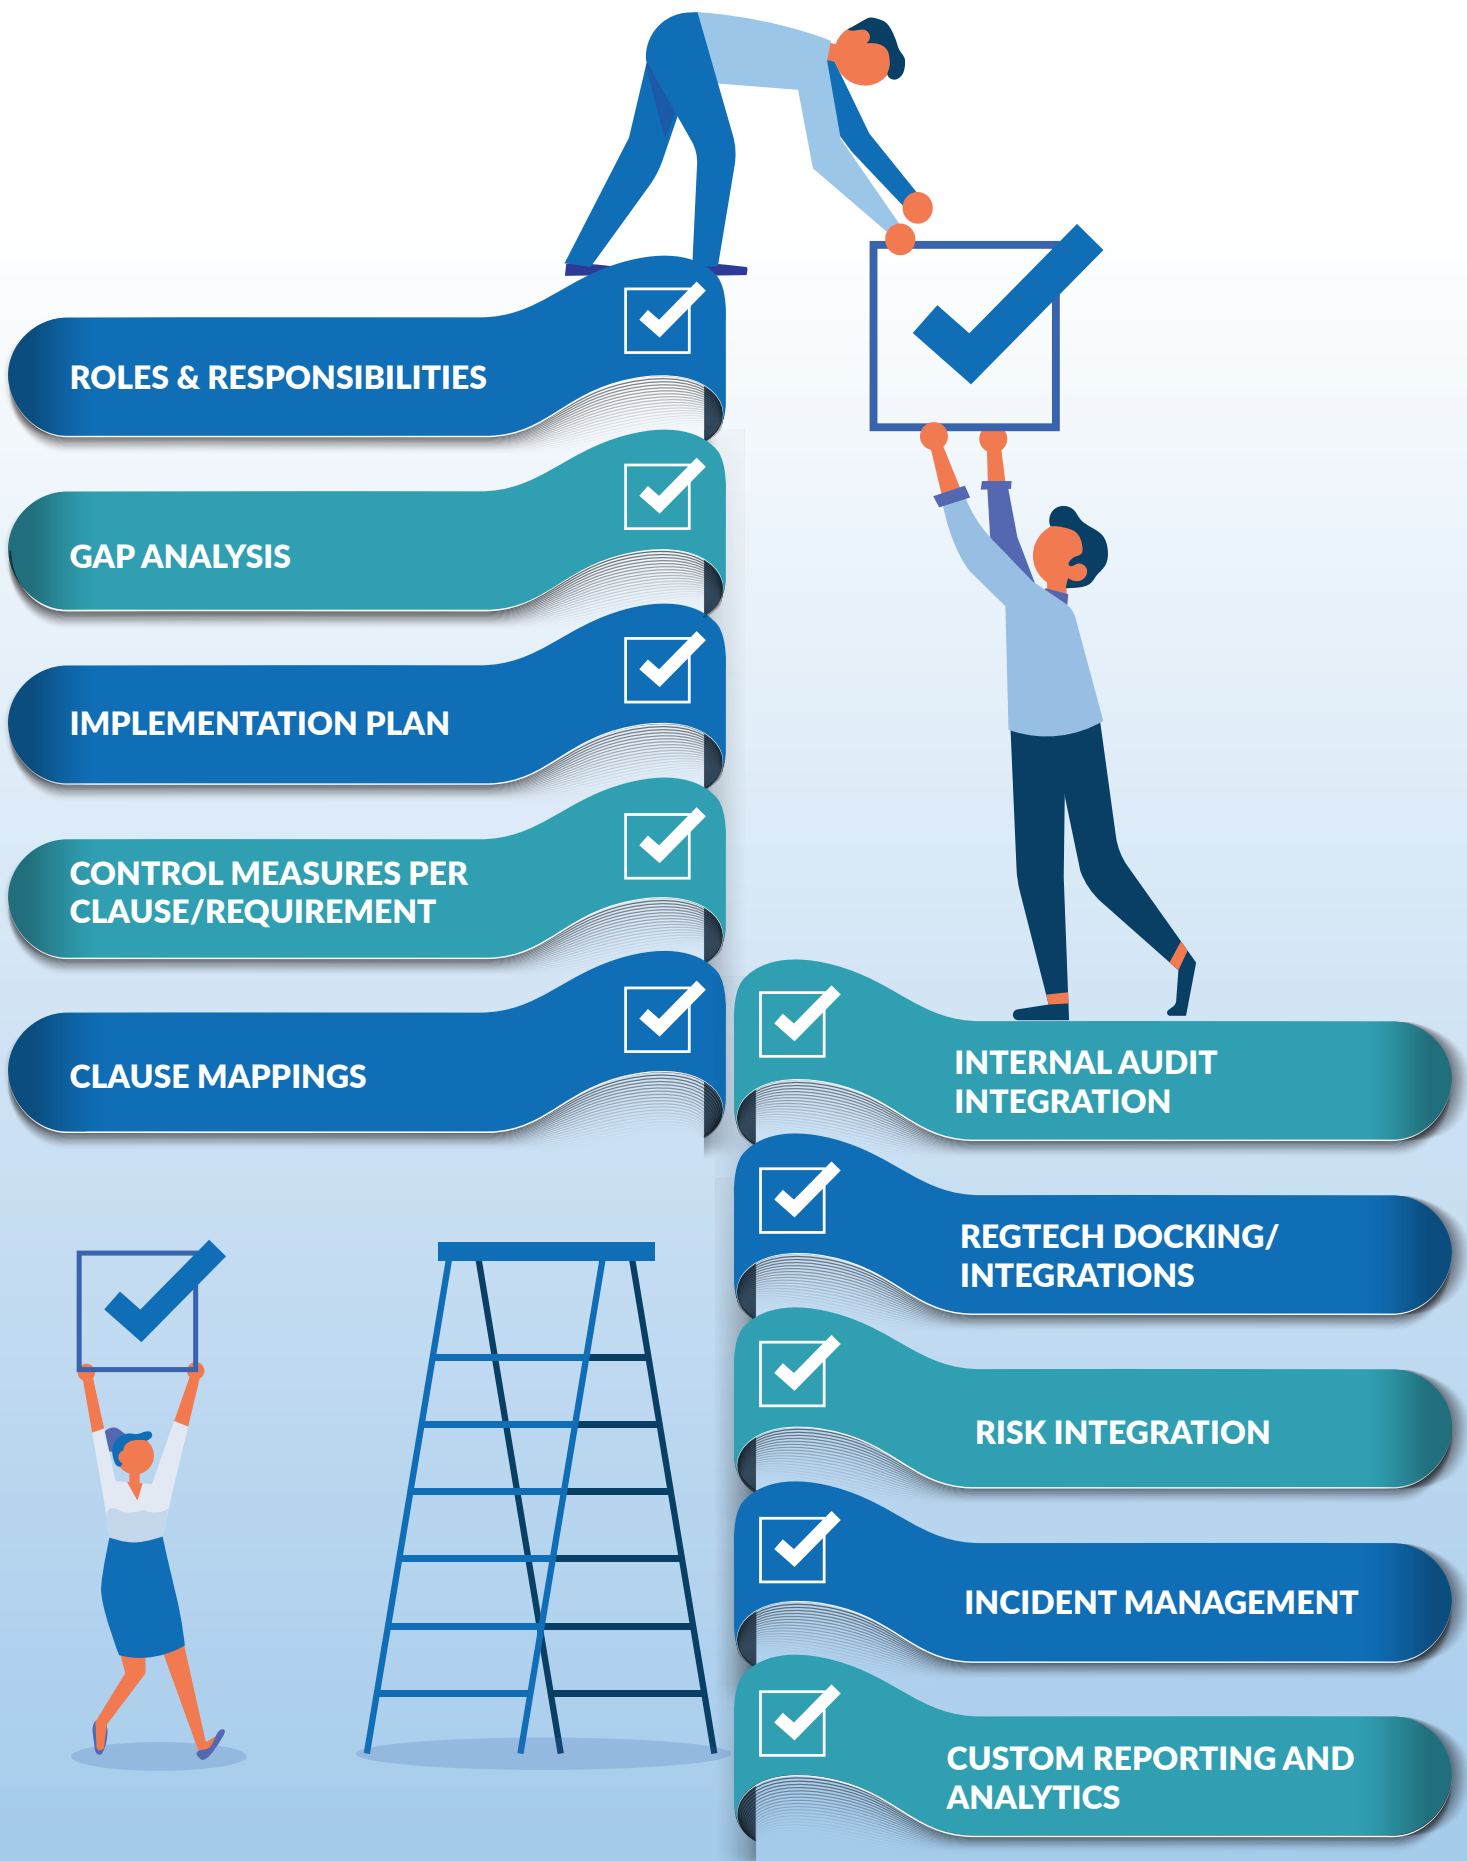 ROLES & RESPONSIBILITIES
GAP ANALYSIS
IMPLEMENTATION PLAN
CONTROL MEASURES PER
CLAUSE/REQUIREMENT
CLAUSE MAPPINGS
INTERNAL AUDIT
INTEGRATION
REGTECH DOCKING/
INTEGRATIONS
RISK INTEGRATION
INCIDENT MANAGEMENT
CUSTOM REPORTING AND
ANALYTICS